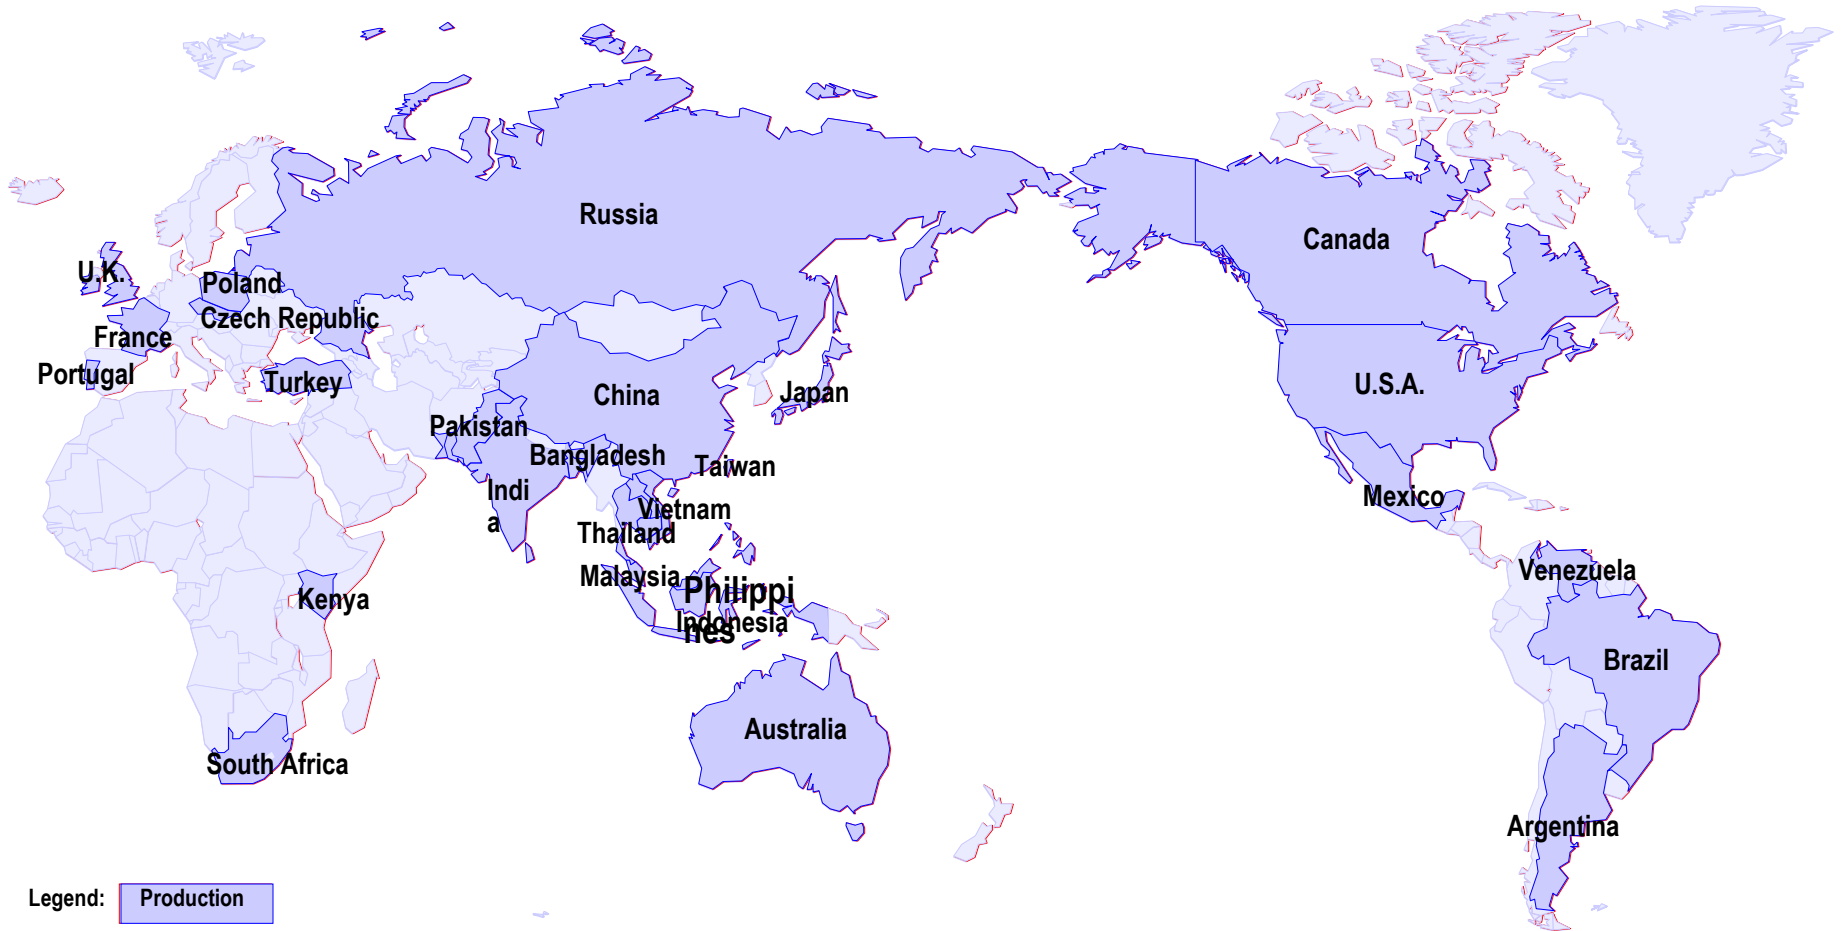 Russia
Canada
U.K.
Poland
Czech Republic
France
Portugal
Turkey
China
Japan
U.S.A.
Pakistan
Bangladesh
Taiwan
Indi
a
Mexico
Vietnam
Thailand
Malaysia
Philippi
nes
Indonesia
Venezuela
Kenya
Brazil
Australia
South Africa
Argentina
Legend:
Production